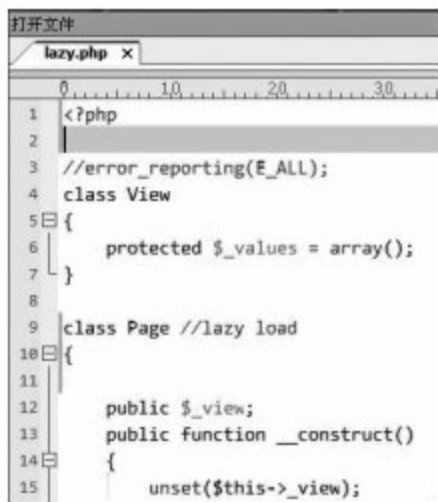 打开文件
lazy.php ×
0 10 20 30
1 <?php
2
3 //error_reporting(E_ALL);
4 class View
5 {
6 protected $_values = array();
7 }
8
9 class Page //lazy load
10 {
11
12 public $_view;
13 public function __construct()
14 {
15 unset($this->_view);